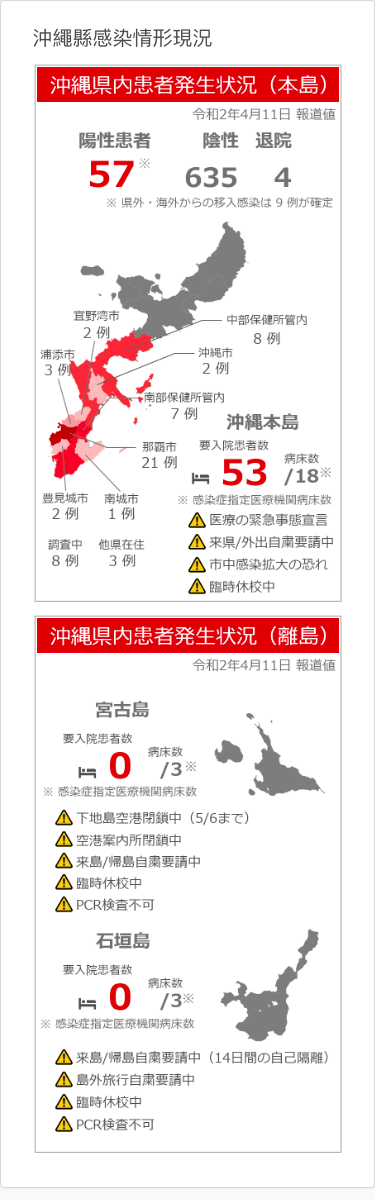 沖繩縣感染情形現況
沖縄県内患者発生状況（本島）
令和2年4月11日 報道値
陽性患者 陰性 退院
57※ 635 4
※ 県外・海外からの移入感染は 9 例が確定
宜野湾市
2 例
中部保健所管内
8 例
浦添市
3 例
沖縄市
2 例
南部保健所管内
7 例
那覇市
21 例
豊見城市
2 例
南城市
1 例
調査中
8 例
他県在住
3 例
沖縄本島
要入院患者数 病床数
53 /18※
※ 感染症指定医療機関病床数
医療の緊急事態宣言
来県/外出自粛要請中
市中感染拡大の恐れ
臨時休校中
沖縄県内患者発生状況（離島）
令和2年4月11日 報道値
宮古島
要入院患者数 病床数
0 /3※
※ 感染症指定医療機関病床数
下地島空港閉鎖中（5/6まで）
空港案内所閉鎖中
来島/帰島自粛要請中
臨時休校中
PCR検査不可
石垣島
要入院患者数 病床数
0 /3※
※ 感染症指定医療機関病床数
来島/帰島自粛要請中（14日間の自己隔離）
島外旅行自粛要請中
臨時休校中
PCR検査不可